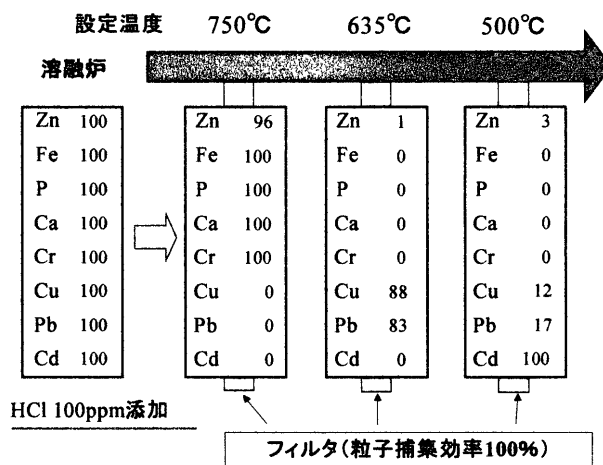 設定温度 750℃ 635℃ 500℃
溶融炉
Zn 100 Zn 96 Zn 1 Zn 3
Fe 100 Fe 100 Fe 0 Fe 0
P 100 P 100 P 0 P 0
Ca 100 Ca 100 Ca 0 Ca 0
Cr 100 Cr 100 Cr 0 Cr 0
Cu 100 Cu 0 Cu 88 Cu 12
Pb 100 Pb 0 Pb 83 Pb 17
Cd 100 Cd 0 Cd 0 Cd 100
HCl 100ppm添加
フィルタ(粒子捕集効率100%)